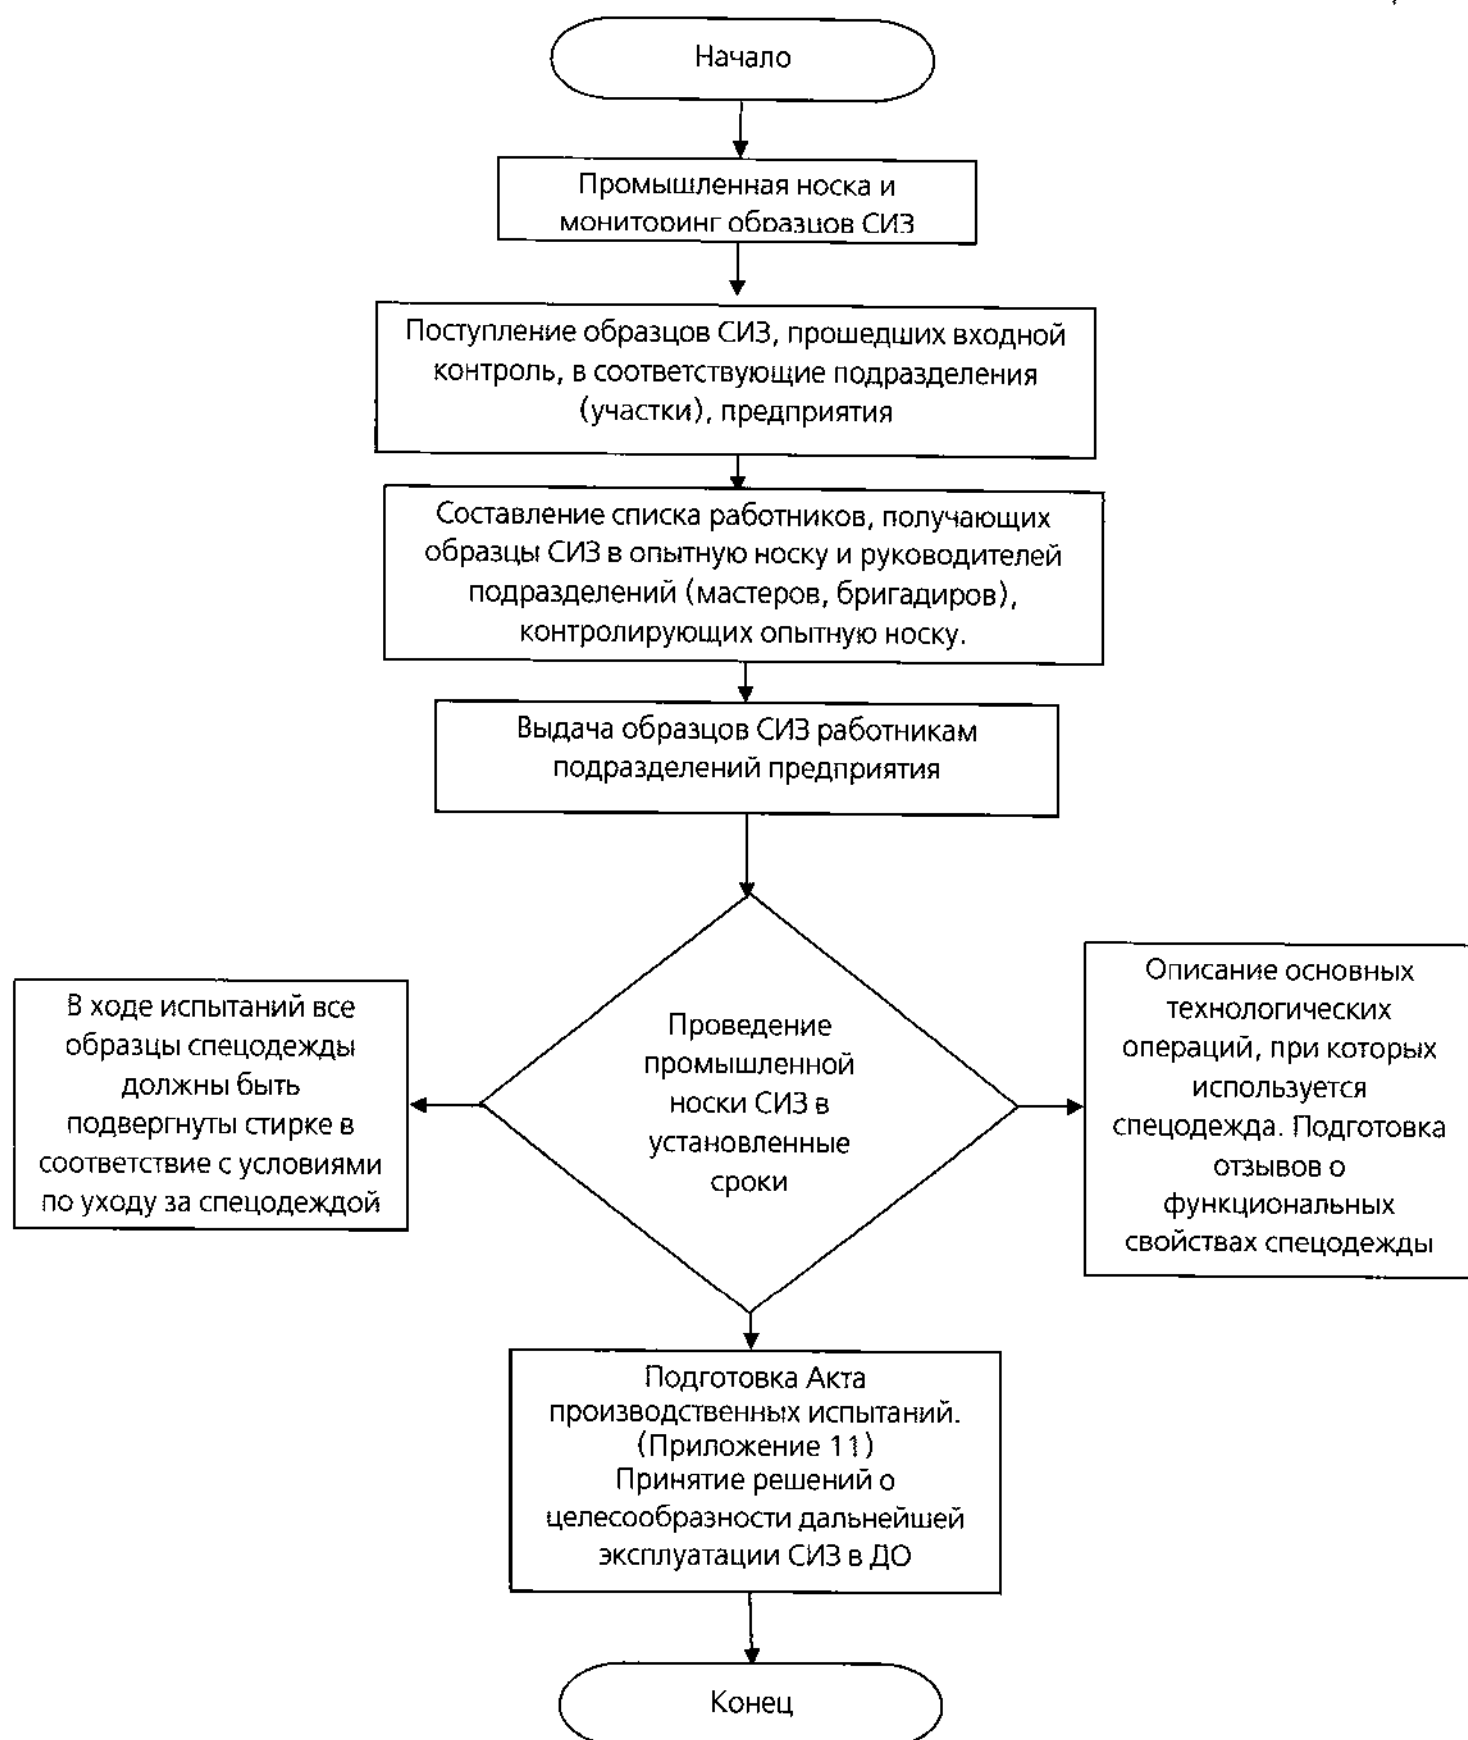 Начало
Промышленная носка и
мониторинг образцов СИЗ
Поступление образцов СИЗ, прошедших входной
контроль, в соответствующие подразделения
(участки), предприятия
Составление списка работников, получающих
образцы СИЗ в опытную носку и руководителей
подразделений (мастеров, бригадиров),
контролирующих опытную носку.
Выдача образцов СИЗ работникам
подразделений предприятия
В ходе испытаний все
образцы спецодежды
должны быть
подвергнуты стирке в
соответствие с условиями
по уходу за спецодеждой
Проведение
промышленной
носки СИЗ в
установленные
сроки
Описание основных
технологических
операций, при которых
используется
спецодежда. Подготовка
отзывов о
функциональных
свойствах спецодежды
Подготовка Акта
производственных испытаний.
(Приложение 11)
Принятие решений о
целесообразности дальнейшей
эксплуатации СИЗ в ДО
Конец